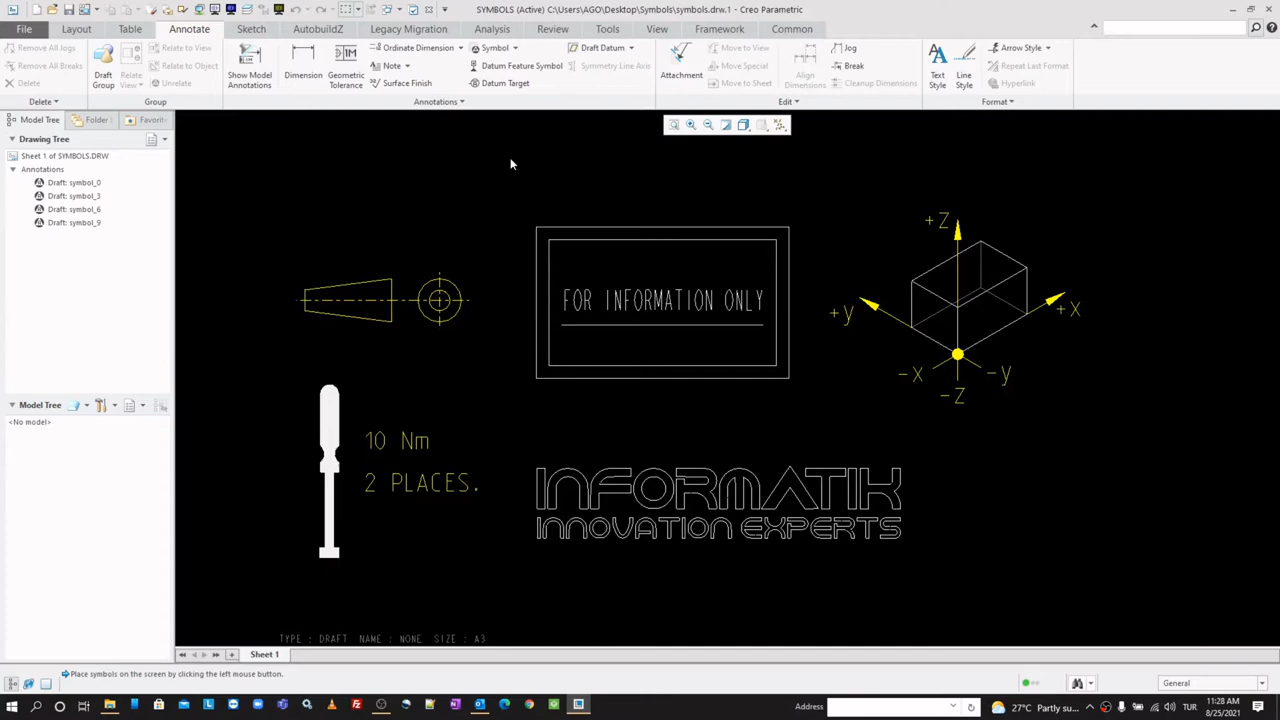 SYMBOLS (Active) C:\Users\AGO\Desktop\Symbols\symbols.drw.1 - Creo Parametric
File Layout Table Annotate Sketch AutobuildZ Legacy Migration Analysis Review Tools View Framework Common
Remove All Jogs
Remove All Breaks
Delete
Delete
Draft Group
Relate View
Relate to View
Relate to Object
Unrelate
Group
Show Model Annotations
Dimension
Geometric Tolerance
Ordinate Dimension
Note
Surface Finish
Symbol
Datum Feature Symbol
Datum Target
Draft Datum
Symmetry Line Axis
Annotations
Attachment
Move to View
Move Special
Move to Sheet
Align Dimensions
Jog
Break
Cleanup Dimensions
Edit
Text Style
Line Style
Arrow Style
Repeat Last Format
Hyperlink
Format
Model Tree Folder Favorit
Drawing Tree
Sheet 1 of SYMBOLS.DRW
Annotations
Draft: symbol_0
Draft: symbol_3
Draft: symbol_6
Draft: symbol_9
Model Tree
<No model>
FOR INFORMATION ONLY
+Z
+y
+x
-x
-y
-Z
10 Nm
2 PLACES.
INFORMATIK
INNOVATION EXPERTS
TYPE : DRAFT NAME : NONE SIZE : A3
Sheet 1
Place symbols on the screen by clicking the left mouse button.
General
Address
27°C Partly su...
TUR
11:28 AM
8/25/2021